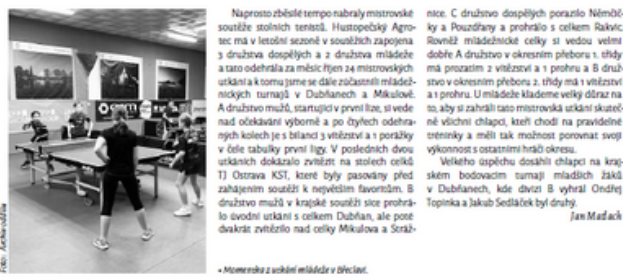 Naprosto zběsilé tempo nabraly mistrovské
soutěže stolních tenistů. Hustopečský Agro-
tec má v letošní sezoně v soutěžích zapojena
3 družstva dospělých a 2 družstva mládeže
a tato odehrála za měsíc říjen 24 mistrovských
utkání a k tomu jsme se dále zúčastnili mládež-
nických turnajů v Dubňanech a Mikulově.
A družstvo mužů, startující v první lize, si vede
nad očekávání výborně a po čtyřech odehra-
ných kolech je s bilancí 3 vítězství a 1 porážky
v čele tabulky první ligy. V posledních dvou
utkáních dokázalo zvítězit na stolech celků
TJ Ostrava KST, které byly pasovány před
zahájením soutěží k největším favoritům. B
družstvo mužů v krajské soutěži sice prohrá-
lo úvodní utkání s celkem Dubňan, ale poté
dvakrát zvítězilo nad celky Mikulova a Stráž-
nice. C družstvo dospělých porazilo Němčič-
ky a Pouzdřany a prohrálo s celkem Rakvic.
Rovněž mládežnické celky si vedou velmi
dobře A družstvo v okresním přeboru 1. třídy
má prozatím 2 vítězství a 1 prohru a B druž-
stvo v okresním přeboru 2. třídy má 1 vítězství
a 1 prohru. U mládeže klademe velký důraz na
to, aby si zahráli tato mistrovská utkání skuteč-
ně všichni chlapci, kteří chodí na pravidelné
tréninky a měli tak možnost porovnat svoji
výkonnost s ostatními hráči okresu.
Velkého úspěchu dosáhli chlapci na kraj-
ském bodovacím turnaji mladších žáků
v Dubňanech, kde divizi B vyhrál Ondřej
Topinka a Jakub Sedláček byl druhý.
Jan Madach
Foto: Archiv oddílu
• Momentka z utkání mládeže v Břeclavi.